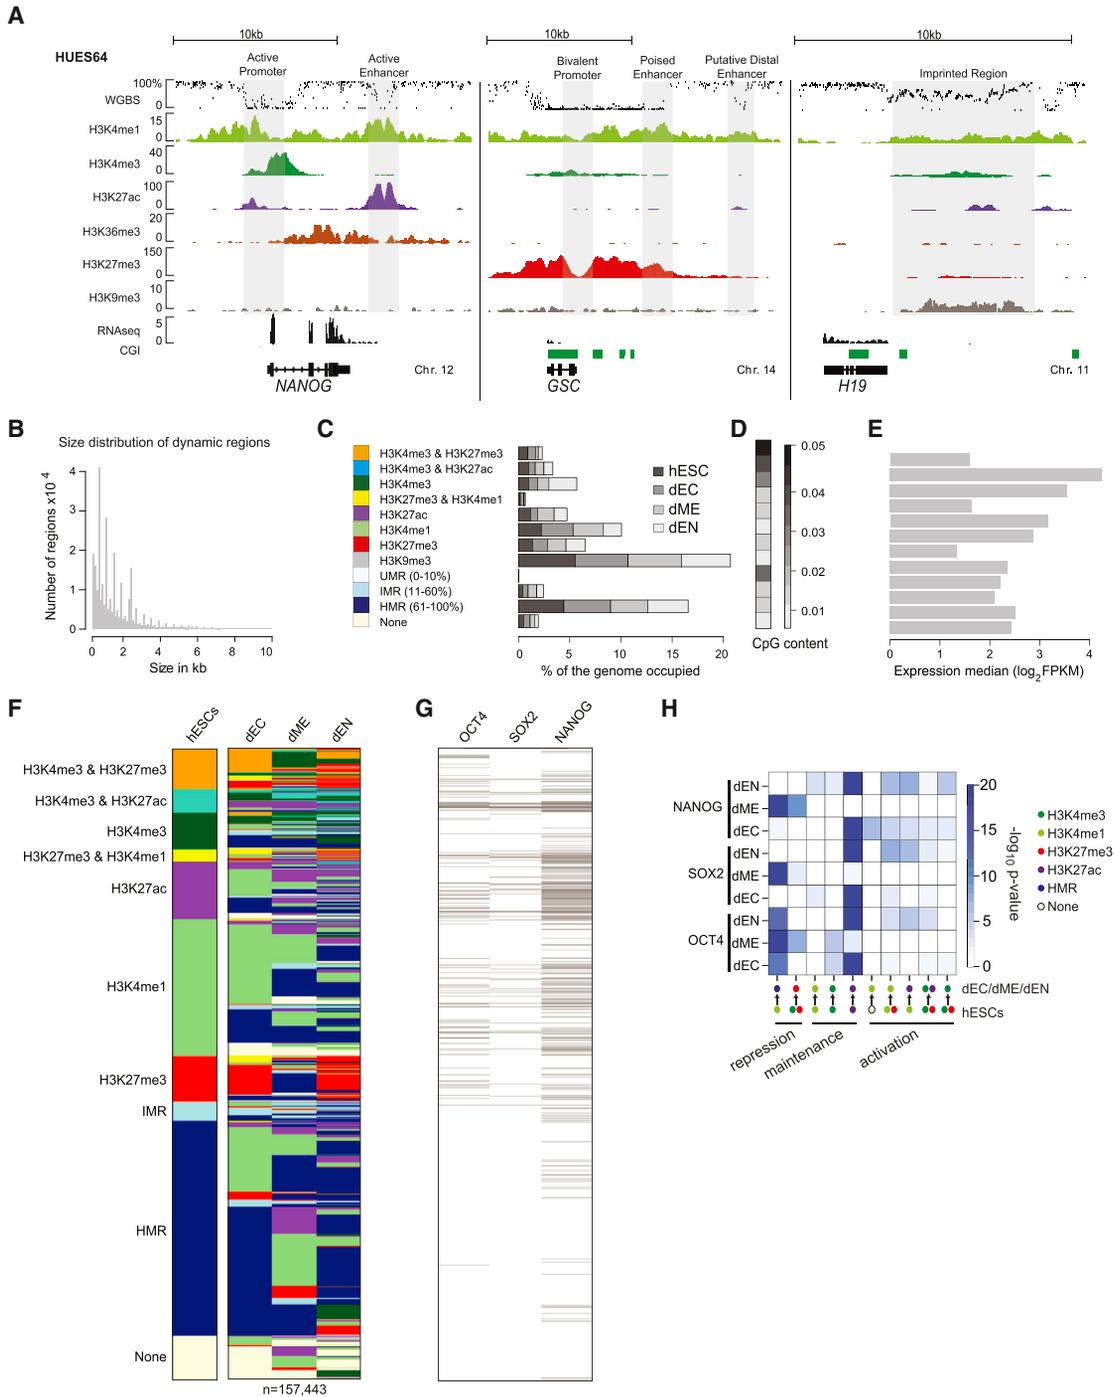 A
10kb
10kb
10kb
HUES64
Active Promoter
Active Enhancer
Bivalent Promoter
Poised Enhancer
Putative Distal Enhancer
Imprinted Region
WGBS
100%
0
H3K4me1
15
0
H3K4me3
40
0
H3K27ac
100
0
H3K36me3
20
0
H3K27me3
150
0
H3K9me3
10
0
RNAseq
5
0
CGI
NANOG
Chr. 12
GSC
Chr. 14
H19
Chr. 11
B
Size distribution of dynamic regions
Number of regions x10⁻⁴
4
3
2
1
0
0 2 4 6 8 10
Size in kb
C
H3K4me3 & H3K27me3
H3K4me3 & H3K27ac
H3K4me3
H3K27me3 & H3K4me1
H3K27ac
H3K4me1
H3K27me3
H3K9me3
UMR (0-10%)
IMR (11-60%)
HMR (61-100%)
None
hESC
dEC
dME
dEN
0 5 10 15 20
% of the genome occupied
D
0.05
0.04
0.03
0.02
0.01
CpG content
E
0 1 2 3 4
Expression median (log₂FPKM)
F
hESCs
dEC
dME
dEN
H3K4me3 & H3K27me3
H3K4me3 & H3K27ac
H3K4me3
H3K27me3 & H3K4me1
H3K27ac
H3K4me1
H3K27me3
IMR
HMR
None
n=157,443
G
OCT4
SOX2
NANOG
H
NANOG
dEN
dME
dEC
SOX2
dEN
dME
dEC
OCT4
dEN
dME
dEC
20
15
10
5
0
-log₁₀ p-value
H3K4me3
H3K4me1
H3K27me3
H3K27ac
HMR
None
dEC/dME/dEN
hESCs
repression
maintenance
activation